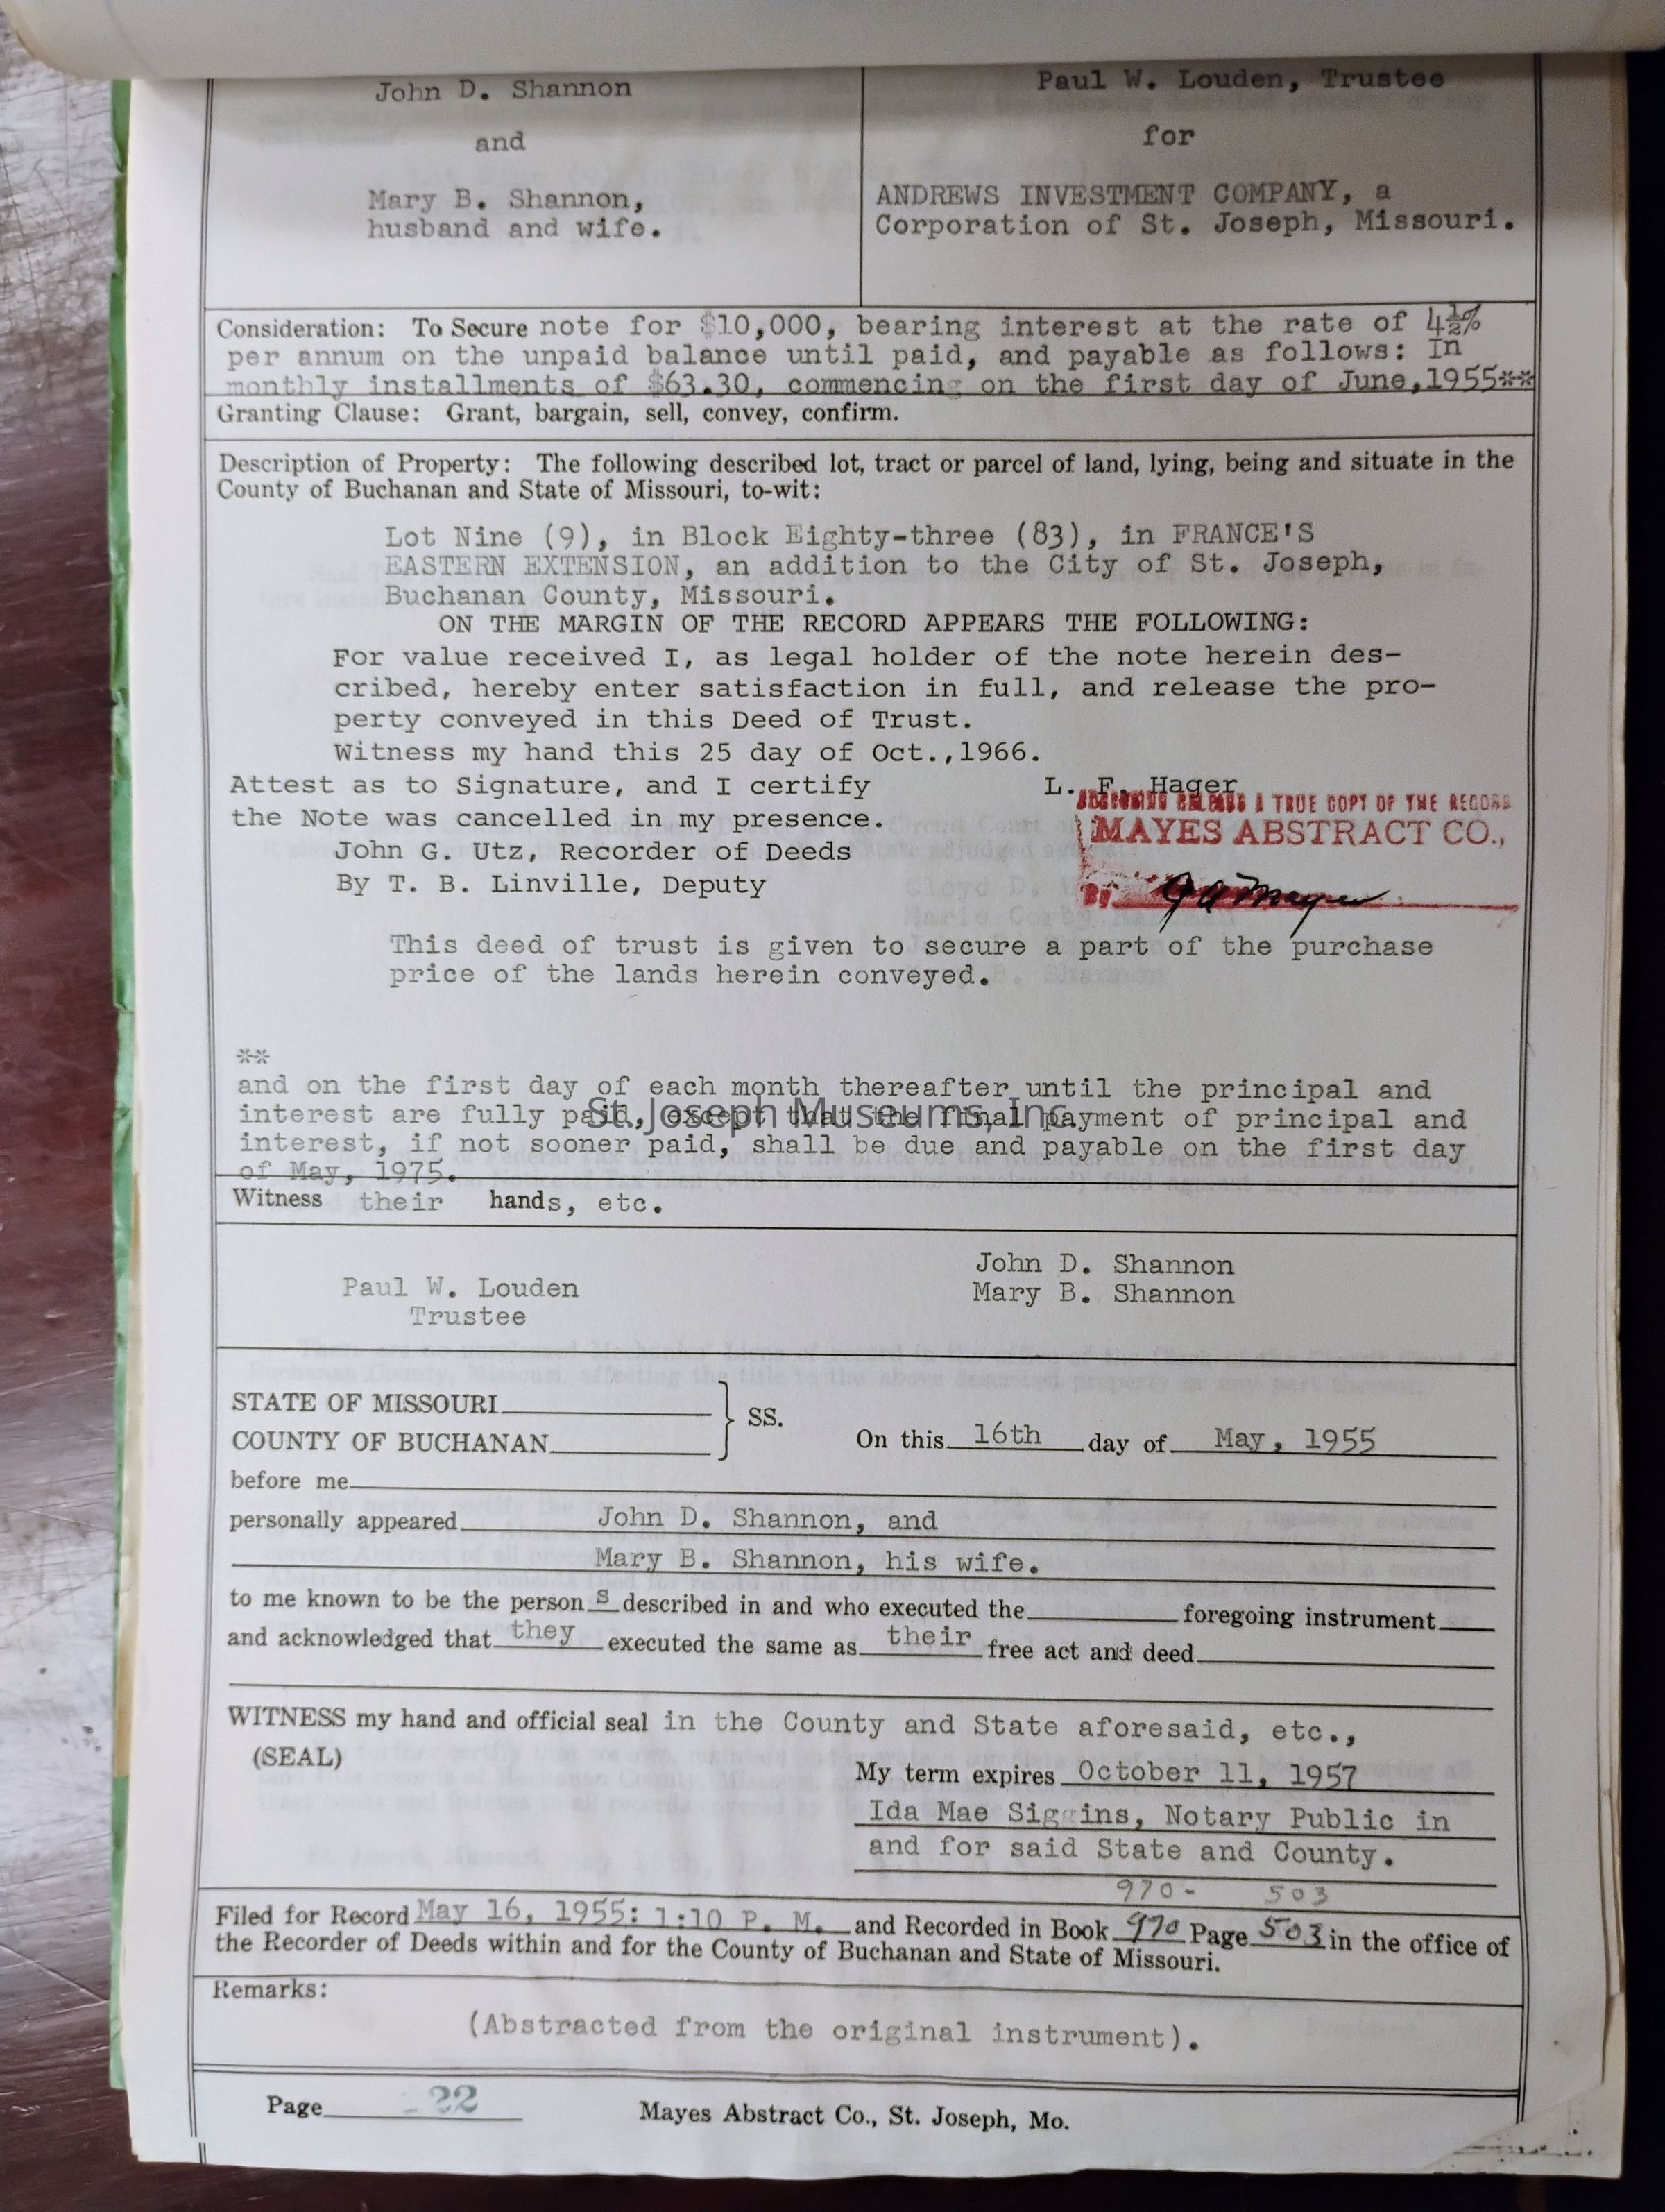 John D. Shannon
and
Mary B. Shannon,
husband and wife.
Paul W. Louden, Trustee
for
ANDREWS INVESTMENT COMPANY, a
Corporation of St. Joseph, Missouri.
Consideration: To Secure note for $10,000, bearing interest at the rate of 4½%
per annum on the unpaid balance until paid, and payable as follows: In
monthly installments of $63.30, commencing on the first day of June,1955**
Granting Clause: Grant, bargain, sell, convey, confirm.
Description of Property: The following described lot, tract or parcel of land, lying, being and situate in the
County of Buchanan and State of Missouri, to-wit:
Lot Nine (9), in Block Eighty-three (83), in FRANCE'S
EASTERN EXTENSION, an addition to the City of St. Joseph,
Buchanan County, Missouri.
ON THE MARGIN OF THE RECORD APPEARS THE FOLLOWING:
For value received I, as legal holder of the note herein des-
cribed, hereby enter satisfaction in full, and release the pro-
perty conveyed in this Deed of Trust.
Witness my hand this 25 day of Oct.,1966.
Attest as to Signature, and I certify
the Note was cancelled in my presence.
John G. Utz, Recorder of Deeds
By T. B. Linville, Deputy
L. F. Hager
A TRUE COPY OF THE RECORD
MAYES ABSTRACT CO.,
By
This deed of trust is given to secure a part of the purchase
price of the lands herein conveyed.
**
and on the first day of each month thereafter until the principal and
interest are fully paid, except that the final payment of principal and
St. Joseph Museums, Inc.
interest, if not sooner paid, shall be due and payable on the first day
of May, 1975.
Witness their hands, etc.
Paul W. Louden
Trustee
John D. Shannon
Mary B. Shannon
STATE OF MISSOURI
COUNTY OF BUCHANAN
SS.
On this 16th day of May, 1955
before me
personally appeared John D. Shannon, and
Mary B. Shannon, his wife.
to me known to be the person s described in and who executed the foregoing instrument
and acknowledged that they executed the same as their free act and deed
WITNESS my hand and official seal in the County and State aforesaid, etc.,
(SEAL)
My term expires October 11, 1957
Ida Mae Siggins, Notary Public in
and for said State and County.
970- 503
Filed for Record May 16, 1955: 1:10 P. M. and Recorded in Book 970 Page 503 in the office of
the Recorder of Deeds within and for the County of Buchanan and State of Missouri.
Remarks:
(Abstracted from the original instrument).
Page 22
Mayes Abstract Co., St. Joseph, Mo.